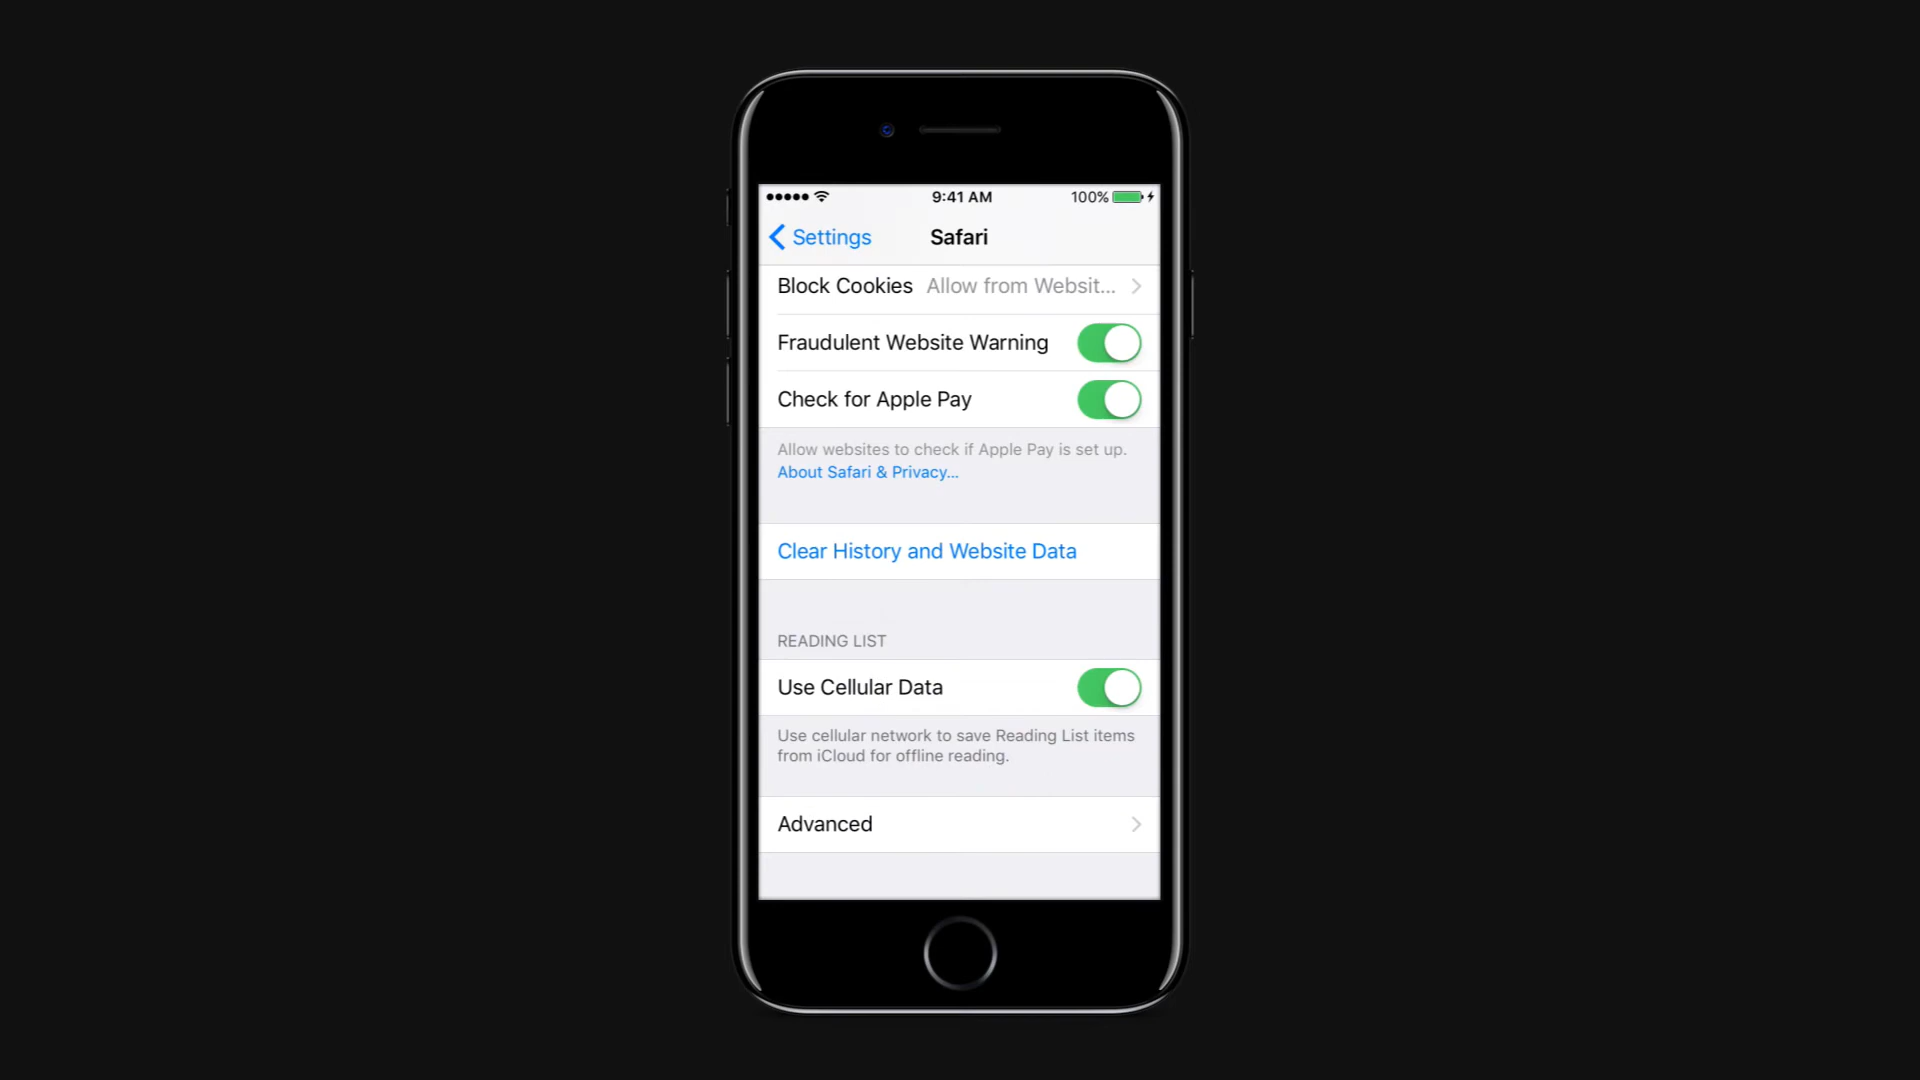 9:41 AM
100%
Settings
Safari
Block Cookies Allow from Websit...
Fraudulent Website Warning
Check for Apple Pay
Allow websites to check if Apple Pay is set up.
About Safari & Privacy...
Clear History and Website Data
READING LIST
Use Cellular Data
Use cellular network to save Reading List items
from iCloud for offline reading.
Advanced